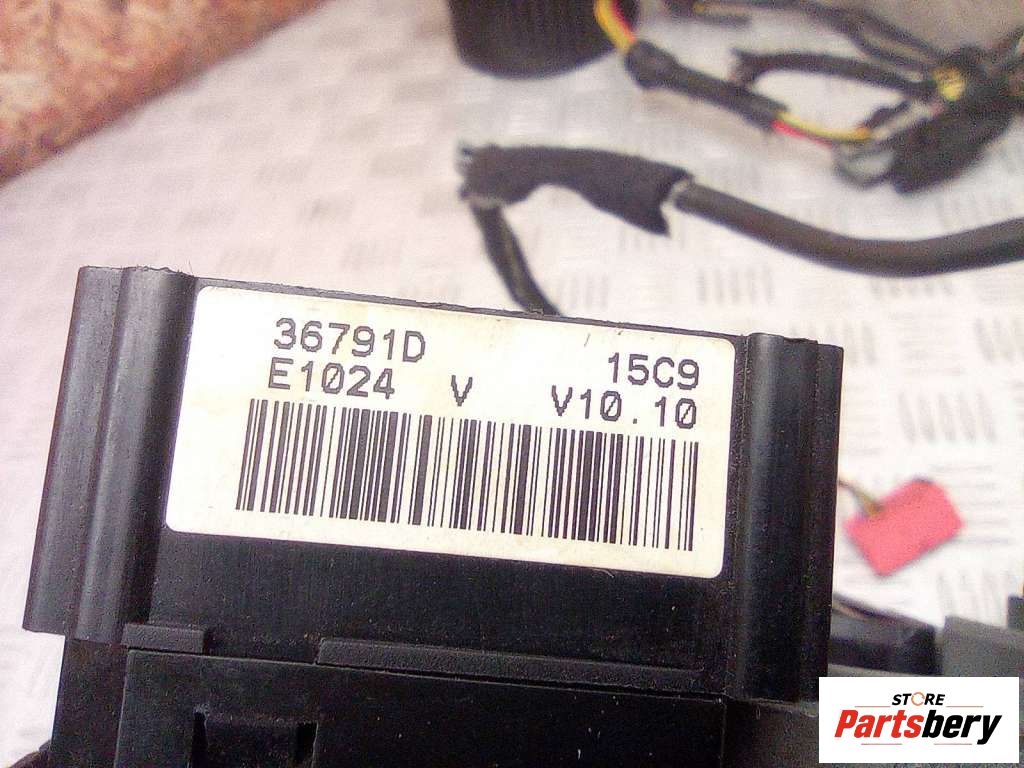 36791D 15C9
E1024 V V10.10
STORE
Partsbery